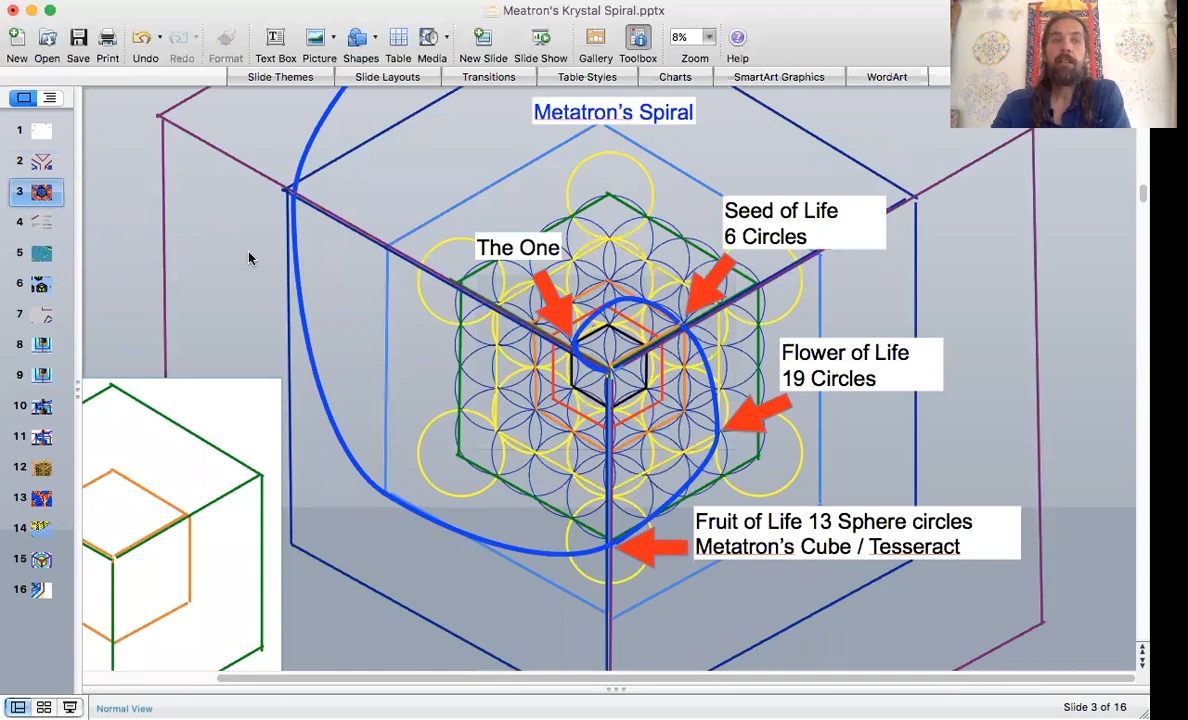 Meatron's Krystal Spiral.pptx
New Open Save Print Undo Redo Format Text Box Picture Shapes Table Media New Slide Slide Show Gallery Toolbox Zoom Help
8%
Slide Themes Slide Layouts Transitions Table Styles Charts SmartArt Graphics WordArt
Metatron's Spiral
The One
Seed of Life
6 Circles
Flower of Life
19 Circles
Fruit of Life 13 Sphere circles
Metatron's Cube / Tesseract
1
2
3
4
5
6
7
8
9
10
11
12
13
14
15
16
Normal View
Slide 3 of 16